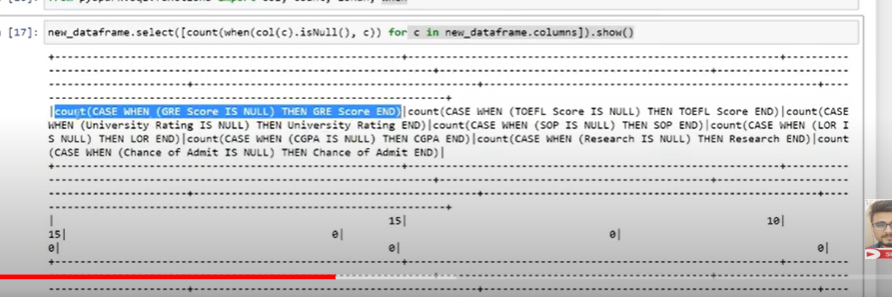 [17]: new_dataframe.select([count(when(col(c).isNull(), c)) for c in new_dataframe.columns]).show()
|count(CASE WHEN (GRE Score IS NULL) THEN GRE Score END)|count(CASE WHEN (TOEFL Score IS NULL) THEN TOEFL Score END)|count(CASE
WHEN (University Rating IS NULL) THEN University Rating END)|count(CASE WHEN (SOP IS NULL) THEN SOP END)|count(CASE WHEN (LOR I
S NULL) THEN LOR END)|count(CASE WHEN (CGPA IS NULL) THEN CGPA END)|count(CASE WHEN (Research IS NULL) THEN Research END)|count
(CASE WHEN (Chance of Admit IS NULL) THEN Chance of Admit END)|
| 15| 10|
15| 0| 0|
0| 0| 0|